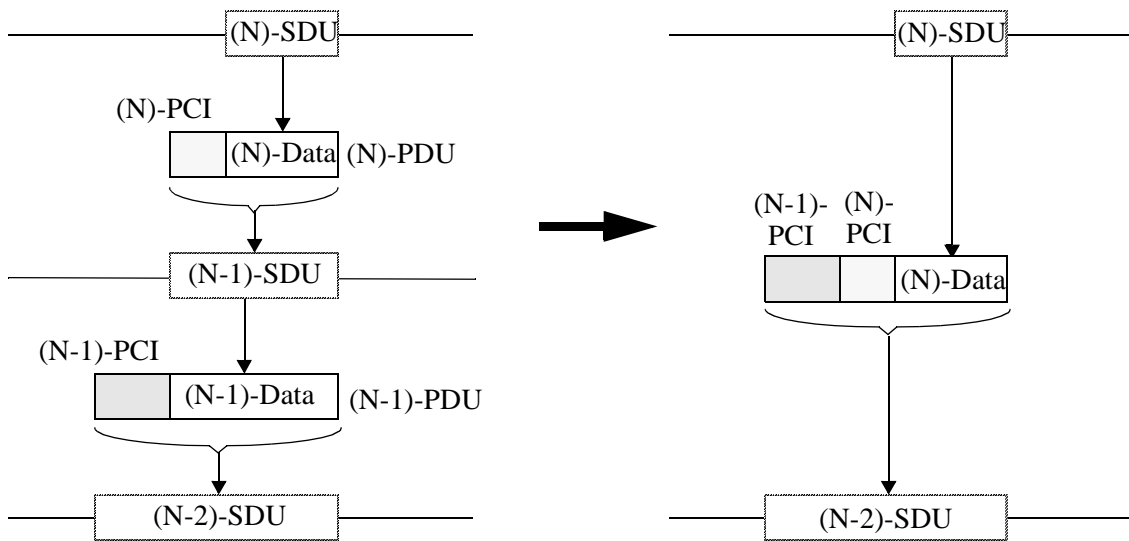 (N)-SDU
(N)-PCI
(N)-Data
(N)-PDU
(N-1)-SDU
(N-1)-PCI
(N-1)-Data
(N-1)-PDU
(N-2)-SDU
(N)-SDU
(N-1)-
PCI
(N)-
PCI
(N)-Data
(N-2)-SDU